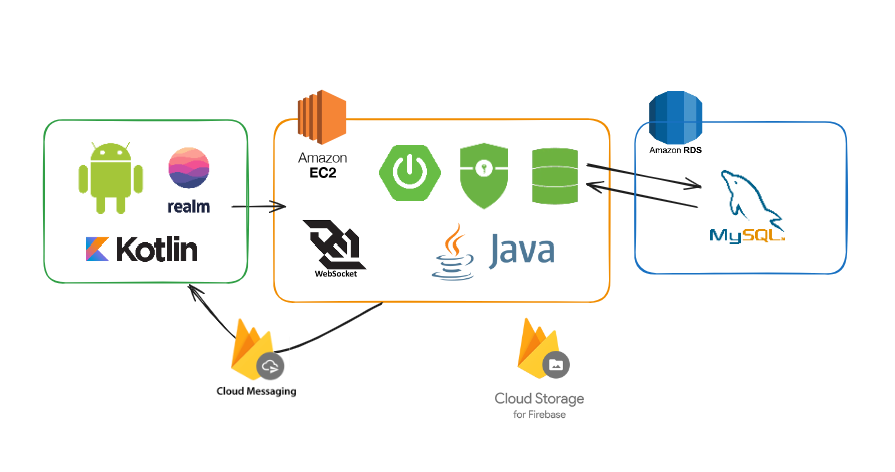 realm
Kotlin
Amazon
EC2
WebSocket
Java
Amazon RDS
MySQL
Cloud Messaging
Cloud Storage
for Firebase